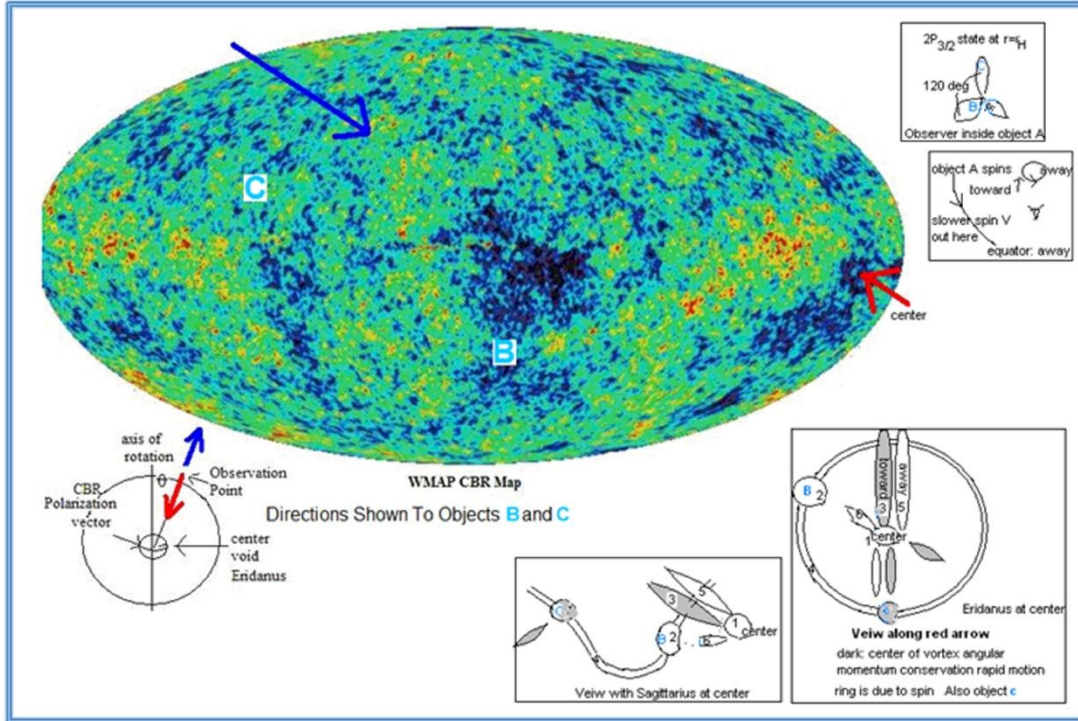 C
B
center
WMAP CBR Map
Directions Shown To Objects B and C
2P3/2 state at r=rH
C
120 deg
B
Observer inside object A
object A spins
away
toward
slower spin V
out here
equator: away
axis of
rotation
0
Observation
Point
CBR
Polarization
vector
center
void
Eridanus
C
4
3
5
B 2
6
1
center
Veiw with Sagittarius at center
toward 3
away 5
B
2
6
1
center
4
c
Eridanus at center
Veiw along red arrow
dark: center of vortex angular
momentum conservation rapid motion
ring is due to spin Also object c